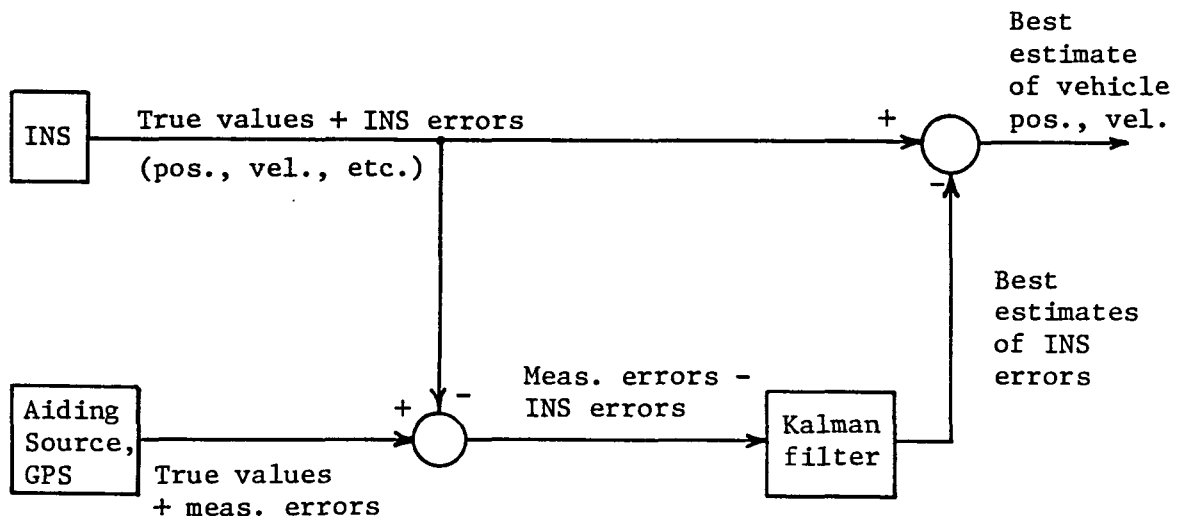 Best
estimate
of vehicle
pos., vel.
INS
True values + INS errors
(pos., vel., etc.)
+
-
Best
estimates
of INS
errors
Aiding
Source,
GPS
+
-
Meas. errors -
INS errors
Kalman
filter
True values
+ meas. errors